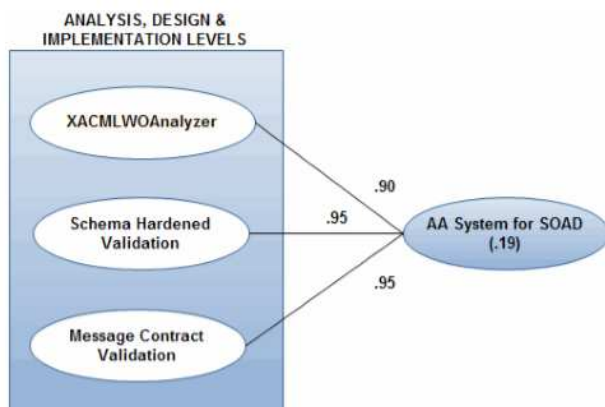 ANALYSIS, DESIGN &
IMPLEMENTATION LEVELS
XACMLWOAnalyzer
.90
Schema Hardened
Validation
.95
AA System for SOAD
(.19)
.95
Message Contract
Validation